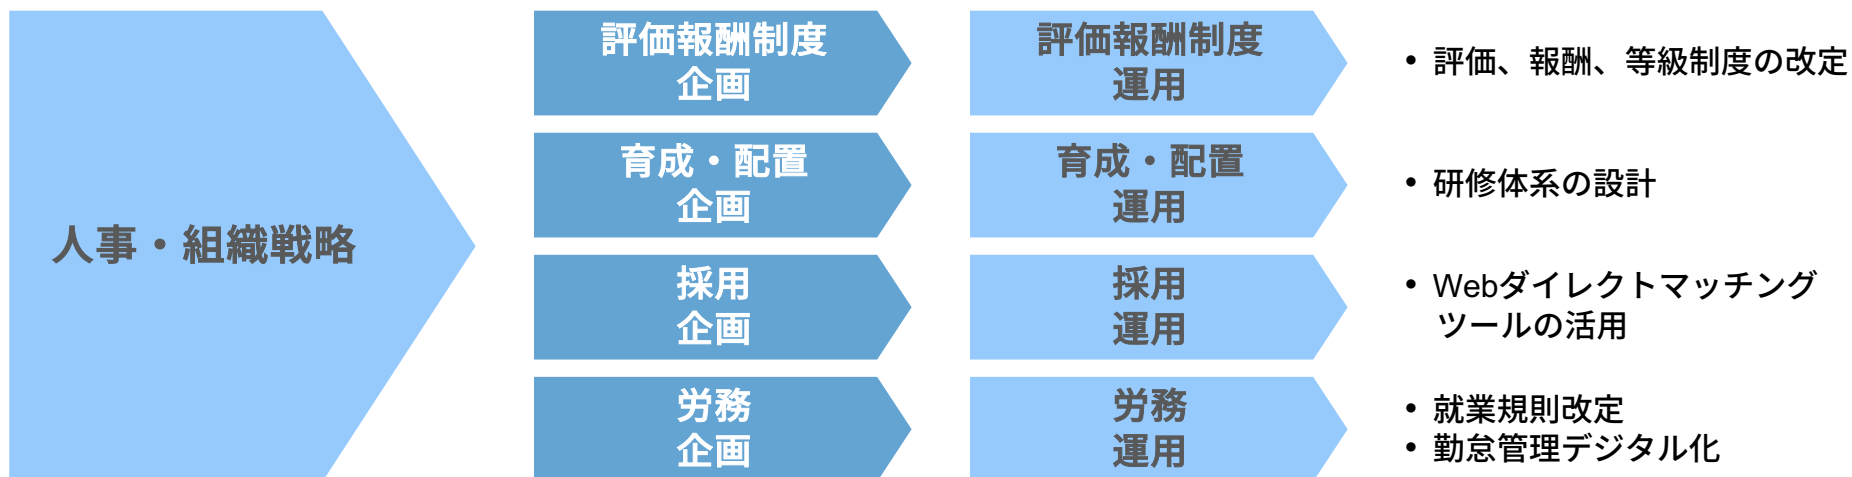 人事・組織戦略
評価報酬制度
企画
評価報酬制度
運用
• 評価、報酬、等級制度の改定
育成・配置
企画
育成・配置
運用
• 研修体系の設計
採用
企画
採用
運用
• Webダイレクトマッチング
ツールの活用
労務
企画
労務
運用
• 就業規則改定
• 勤怠管理デジタル化